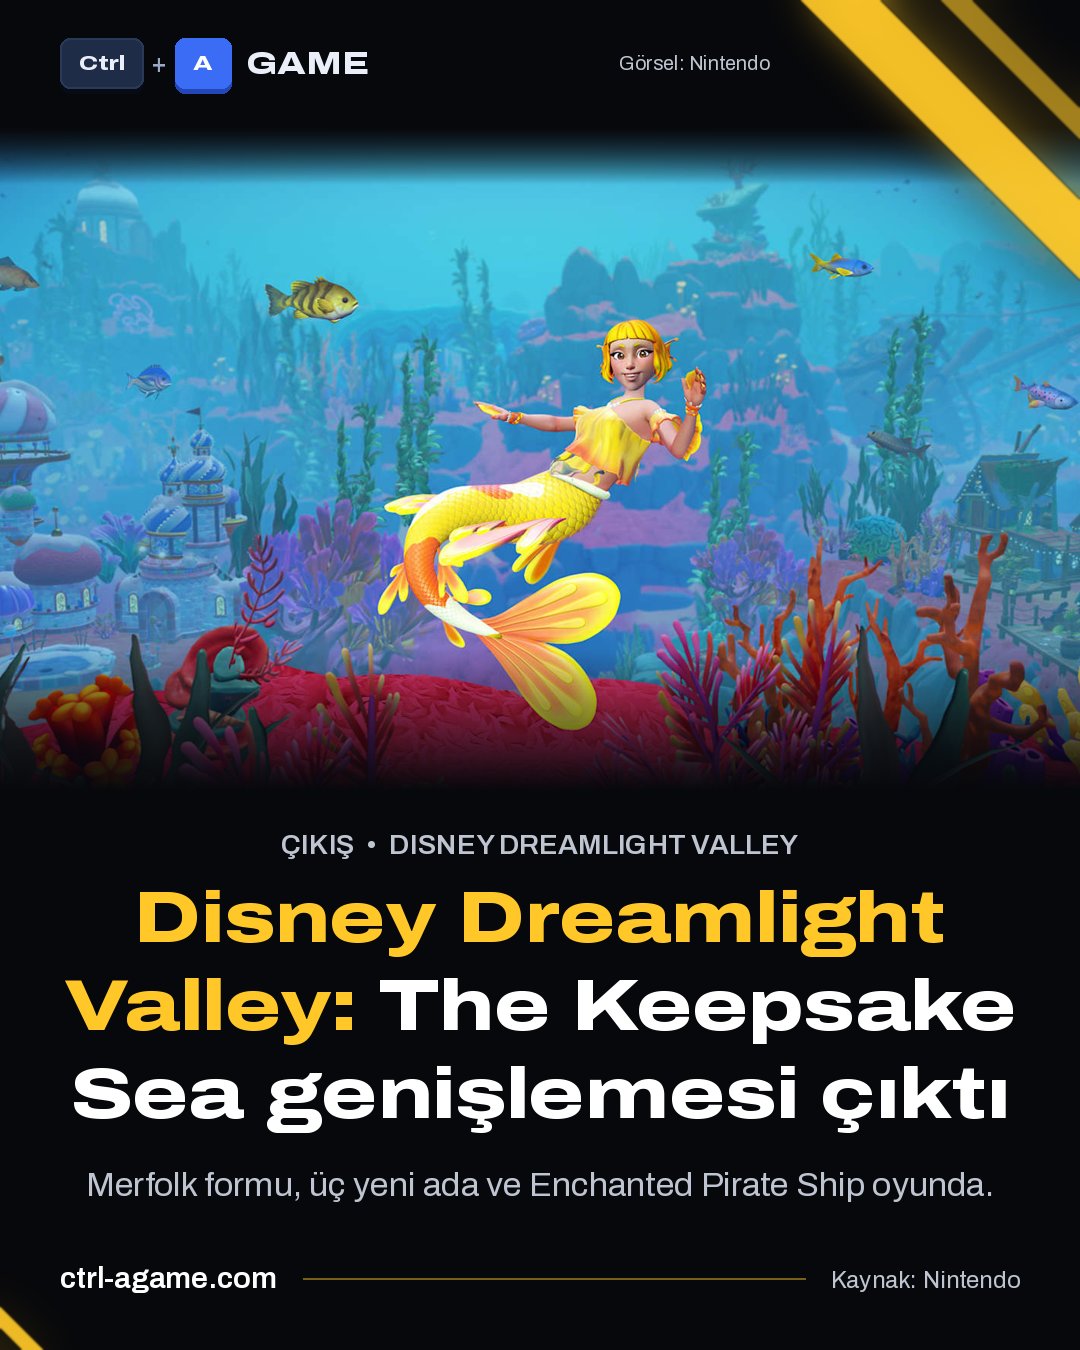 Ctrl + A GAME
Görsel: Nintendo
ÇIKIŞ • DISNEY DREAMLIGHT VALLEY
Disney Dreamlight
Valley: The Keepsake
Sea genişlemesi çıktı
Merfolk formu, üç yeni ada ve Enchanted Pirate Ship oyunda.
ctrl-agame.com
Kaynak: Nintendo